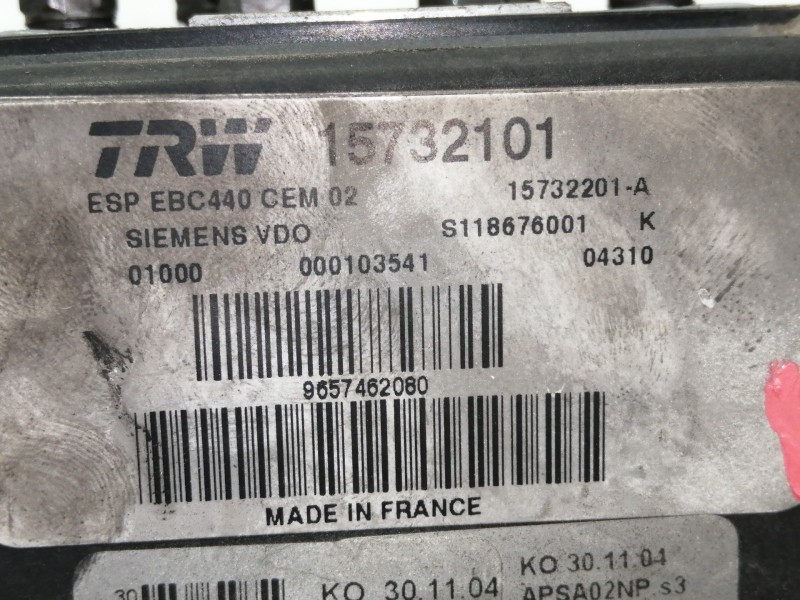 TRW 15732101
ESP EBC440 CEM 02 15732201-A
SIEMENS VDO S118676001 K
01000 000103541 04310
9657462080
MADE IN FRANCE
KO 30.11.04
30 KO 30.11.04 APSA02NP.s3